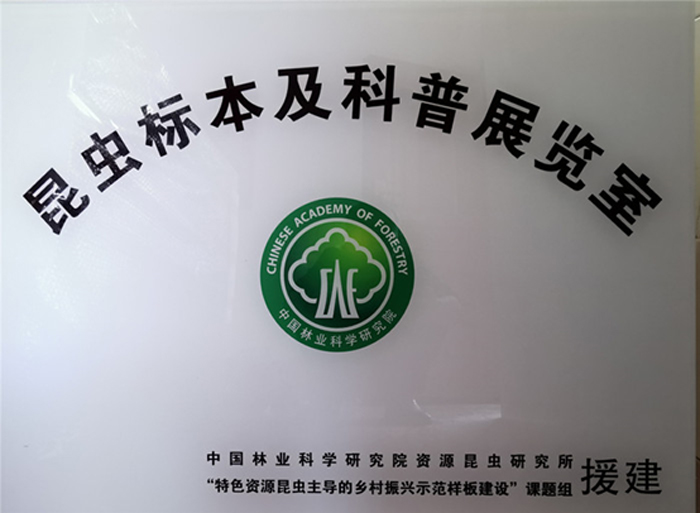 昆虫标本及科普展览室
CHINESE ACADEMY OF FORESTRY
CAF
中国林业科学研究院
中国林业科学研究院资源昆虫研究所
“特色资源昆虫主导的乡村振兴示范样板建设”课题组
援建